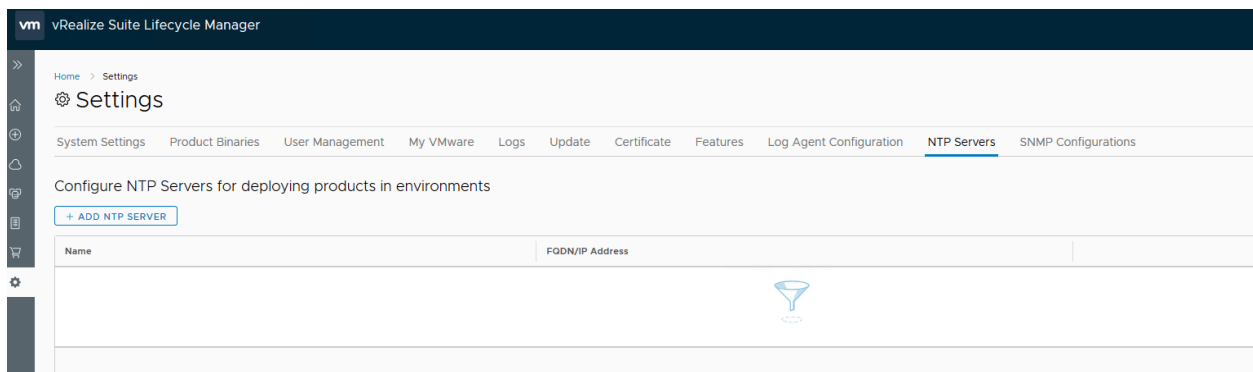 vm vRealize Suite Lifecycle Manager
Home > Settings
Settings
System Settings Product Binaries User Management My VMware Logs Update Certificate Features Log Agent Configuration NTP Servers SNMP Configurations
Configure NTP Servers for deploying products in environments
+ ADD NTP SERVER
Name FQDN/IP Address